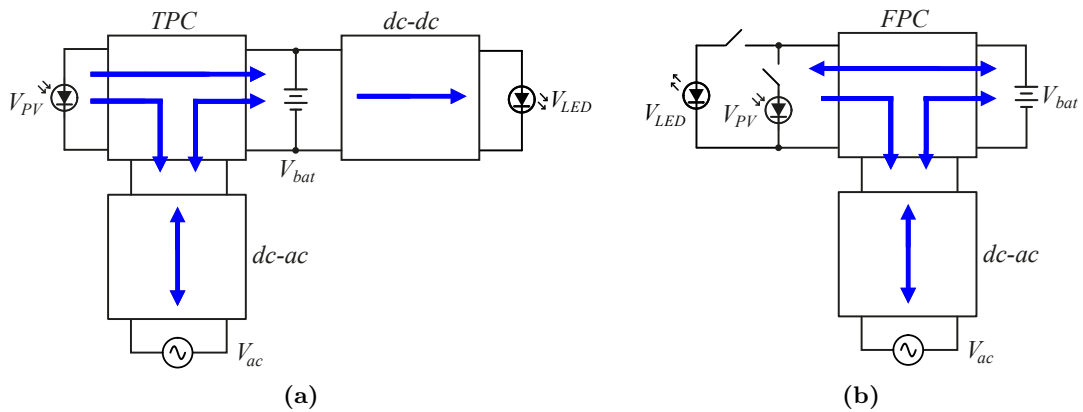 TPC
dc-dc
FPC
V_PV
V_LED
V_bat
V_LED
V_PV
V_bat
dc-ac
dc-ac
V_ac
V_ac
(a)
(b)